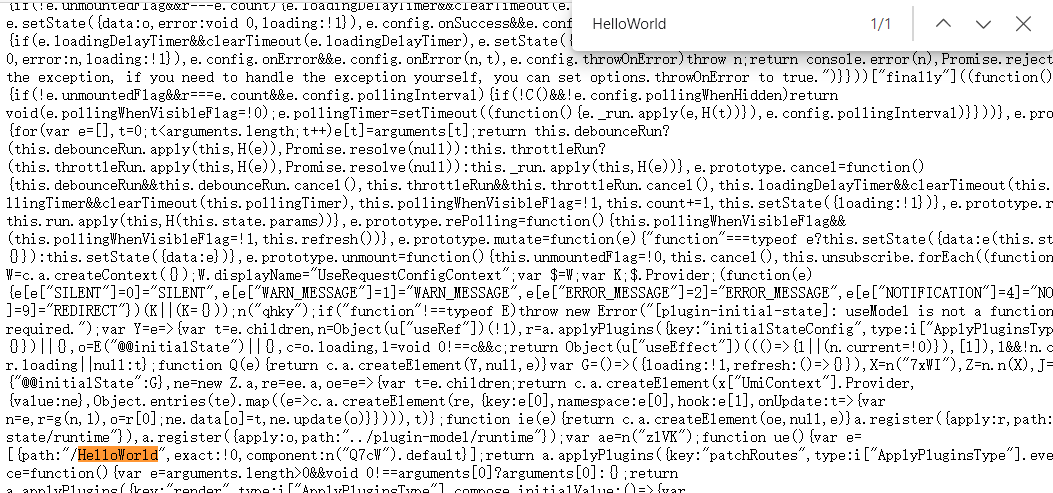 HelloWorld
1/1
{if(!e.unmountedFlag&&r===e.count){e.loadingDelayTimer&&clearTimeout(e.
e.setState({data:o,error:void 0,loading:!1}),e.config.onSuccess&&e.conf
{if(e.loadingDelayTimer&&clearTimeout(e.loadingDelayTimer),e.setState({
0,error:n,loading:!1}),e.config.onError&&e.config.onError(n,t),e.config.throwOnError)throw n;return console.error(n),Promise.reject
the exception, if you need to handle the exception yourself, you can set options.throwOnError to true.")}}))["finally"]((function()
{if(!e.unmountedFlag&&r===e.count&&e.config.pollingInterval){if(!C()&&!e.config.pollingWhenHidden)return
void(e.pollingWhenVisibleFlag=!0);e.pollingTimer=setTimeout((function(){e._run.apply(e,H(t))}),e.config.pollingInterval)}}))},e.pro
{for(var e=[],t=0;t<arguments.length;t++)e[t]=arguments[t];return this.debounceRun?
(this.debounceRun.apply(this,H(e)),Promise.resolve(null)):this.throttleRun?
(this.throttleRun.apply(this,H(e)),Promise.resolve(null)):this._run.apply(this,H(e))},e.prototype.cancel=function()
{this.debounceRun&&this.debounceRun.cancel(),this.throttleRun&&this.throttleRun.cancel(),this.loadingDelayTimer&&clearTimeout(this.
llingTimer&&clearTimeout(this.pollingTimer),this.pollingWhenVisibleFlag=!1,this.count+=1,this.setState({loading:!1})},e.prototype.r
this.run.apply(this,H(this.state.params))},e.prototype.rePolling=function(){this.pollingWhenVisibleFlag&&
(this.pollingWhenVisibleFlag=!1,this.refresh())},e.prototype.mutate=function(e){"function"===typeof e?this.setState({data:e(this.st
{}}):this.setState({data:e})},e.prototype.unmount=function(){this.unmountedFlag=!0,this.cancel(),this.unsubscribe.forEach((function
W=c.a.createContext({});W.displayName="UseRequestConfigContext";var $=W;var K;$.Provider;(function(e)
{e[e["SILENT"]=0]="SILENT",e[e["WARN_MESSAGE"]=1]="WARN_MESSAGE",e[e["ERROR_MESSAGE"]=2]="ERROR_MESSAGE",e[e["NOTIFICATION"]=4]="NO
]=9]="REDIRECT"})(K||(K={}));n("qhky");if("function"!==typeof E)throw new Error("[plugin-initial-state]: useModel is not a function
required.");var Y=e=>{var t=e.children,n=Object(u["useRef"])(!1),r=a.applyPlugins({key:"initialStateConfig",type:i["ApplyPluginsTyp
{}})||{},o=E("@@initialState")||{},c=o.loading,l=void 0!==c&&c;return Object(u["useEffect"])((()=>{l||(n.current=!0)}),[l]),l&&!n.c
r.loading||null:t};function Q(e){return c.a.createElement(Y,null,e)}var G=()=>({loading:!1,refresh:()=>{}}),X=n("7xWI"),Z=n.n(X),J=
{"@@initialState":G},ne=new Z.a,re=ee.a,oe=e=>{var t=e.children;return c.a.createElement(x["UmiContext"].Provider,
{value:ne},Object.entries(te).map((e=>c.a.createElement(re,{key:e[0],namespace:e[0],hook:e[1],onUpdate:t=>{var
n=e,r=g(n,1),o=r[0];ne.data[o]=t,ne.update(o)}}))),t)};function ie(e){return c.a.createElement(oe,null,e)}a.register({apply:r,path:
state/runtime"}),a.register({apply:o,path:"../plugin-model/runtime"});var ae=n("z1VK");function ue(){var e=
[{path:"/HelloWorld",exact:!0,component:n("Q7cW").default}];return a.applyPlugins({key:"patchRoutes",type:i["ApplyPluginsType"].eve
ce=function(){var e=arguments.length>0&&void 0!==arguments[0]?arguments[0]:{};return
a.applyPlugins({key:"render",type:i["ApplyPluginsType"].compose,initialValue:()=>{var